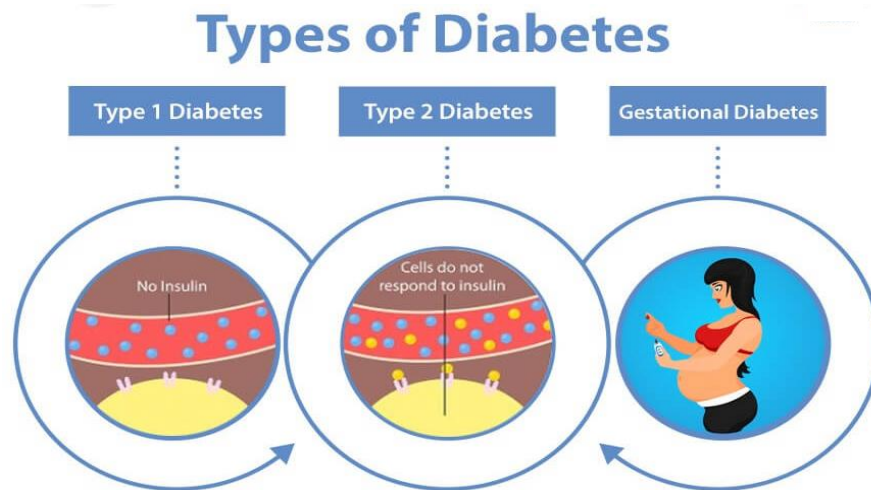 Types of Diabetes
Type 1 Diabetes
Type 2 Diabetes
Gestational Diabetes
No Insulin
Cells do not
respond to insulin